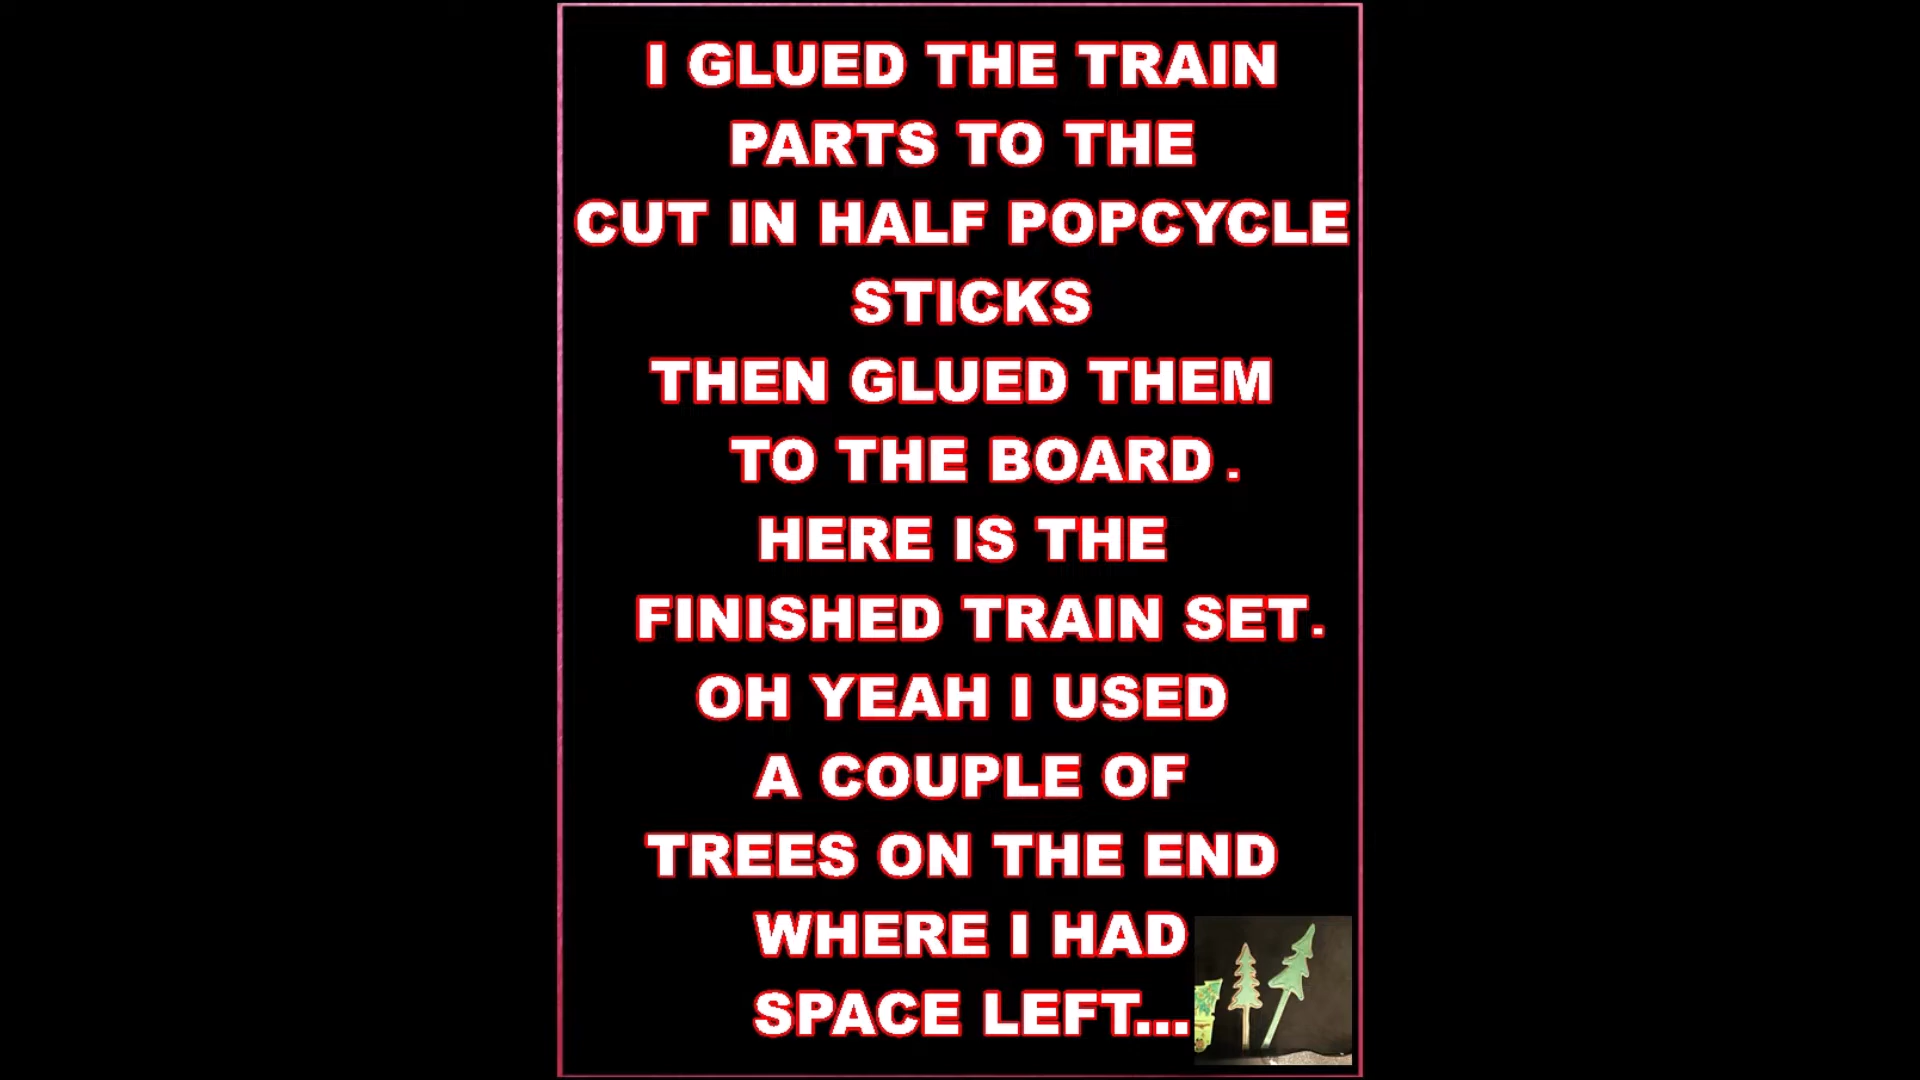 I GLUED THE TRAIN
PARTS TO THE
CUT IN HALF POPCYCLE
STICKS
THEN GLUED THEM
TO THE BOARD .
HERE IS THE
FINISHED TRAIN SET.
OH YEAH I USED
A COUPLE OF
TREES ON THE END
WHERE I HAD
SPACE LEFT...